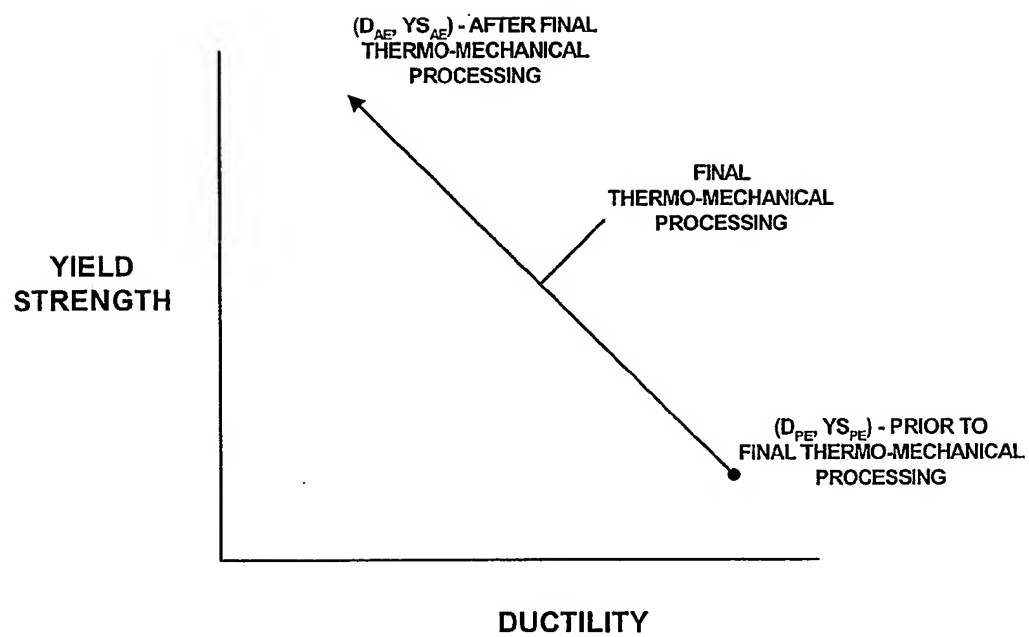 (D_AE, YS_AE) - AFTER FINAL
THERMO-MECHANICAL
PROCESSING
FINAL
THERMO-MECHANICAL
PROCESSING
YIELD
STRENGTH
(D_PE, YS_PE) - PRIOR TO
FINAL THERMO-MECHANICAL
PROCESSING
DUCTILITY